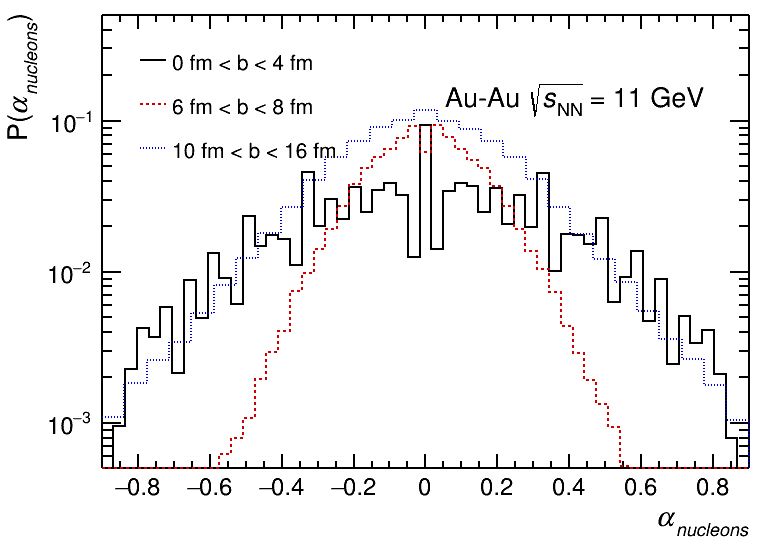 P(α_nucleons)
0 fm < b < 4 fm
6 fm < b < 8 fm
10 fm < b < 16 fm
Au-Au √s_NN = 11 GeV
10⁻¹
10⁻²
10⁻³
−0.8 −0.6 −0.4 −0.2 0 0.2 0.4 0.6 0.8
α_nucleons